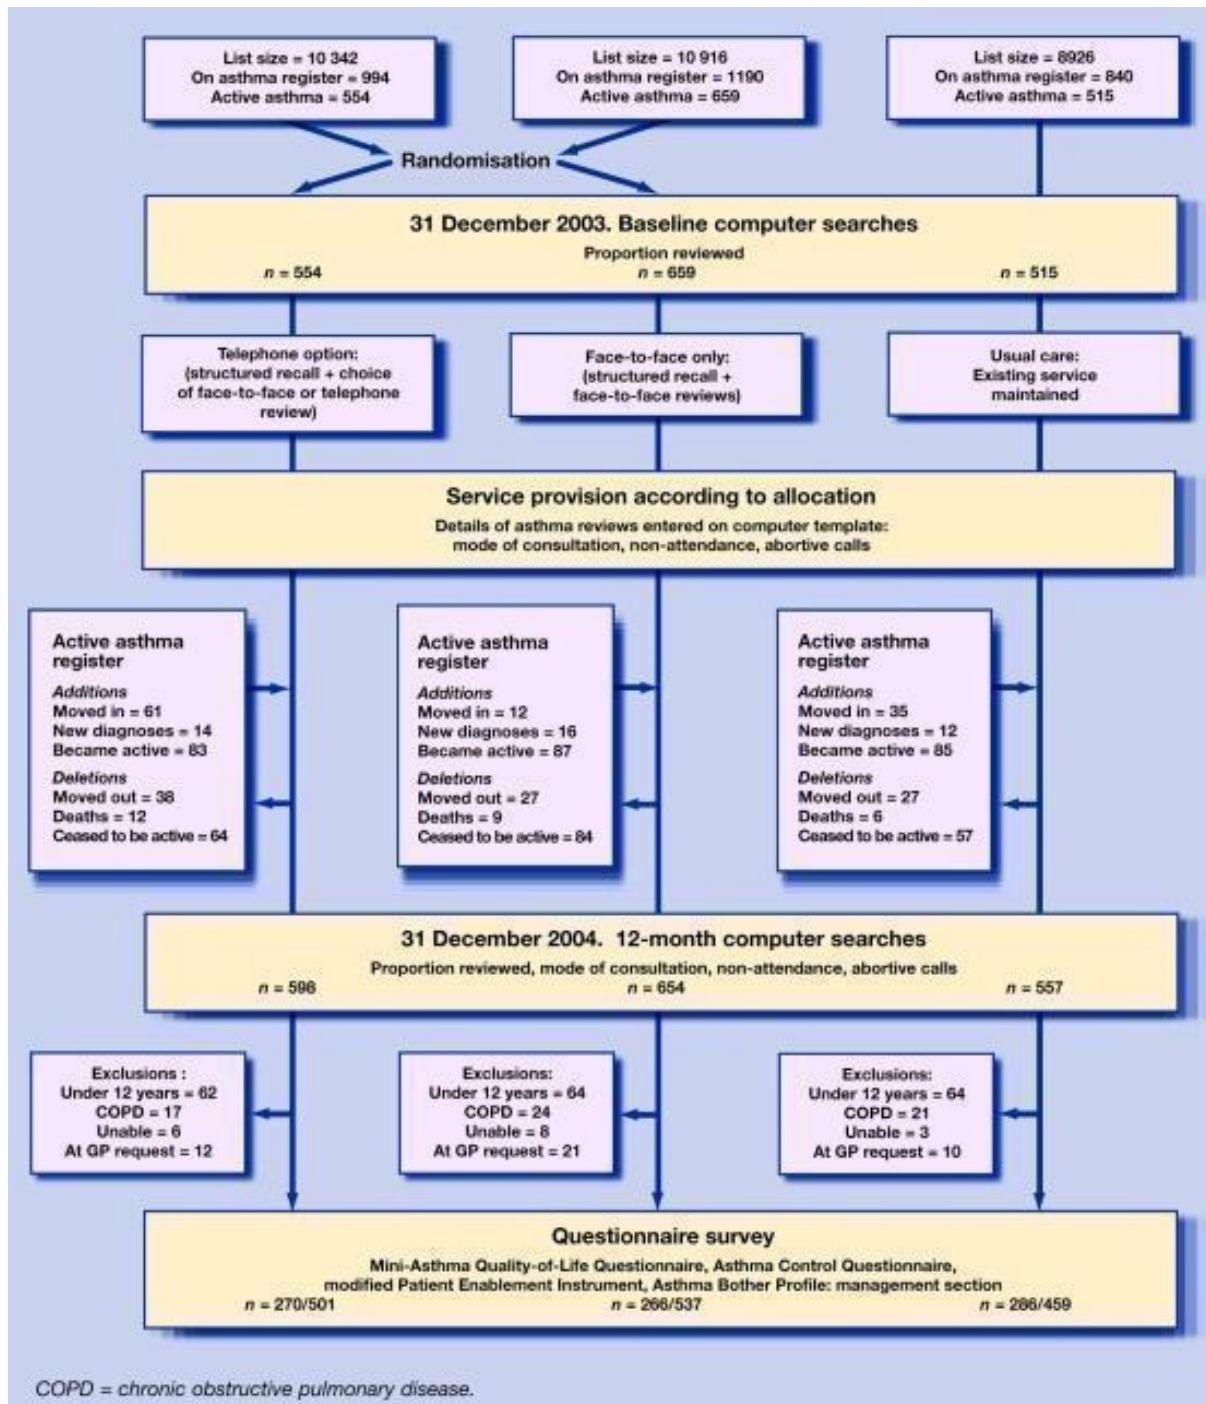 List size = 10 342
On asthma register = 994
Active asthma = 554
List size = 10 916
On asthma register = 1190
Active asthma = 659
List size = 8926
On asthma register = 840
Active asthma = 515
Randomisation
31 December 2003. Baseline computer searches
Proportion reviewed
n = 554
n = 659
n = 515
Telephone option:
(structured recall + choice
of face-to-face or telephone
review)
Face-to-face only:
(structured recall +
face-to-face reviews)
Usual care:
Existing service
maintained
Service provision according to allocation
Details of asthma reviews entered on computer template:
mode of consultation, non-attendance, abortive calls
Active asthma
register
Additions
Moved in = 61
New diagnoses = 14
Became active = 83
Deletions
Moved out = 38
Deaths = 12
Ceased to be active = 64
Active asthma
register
Additions
Moved in = 12
New diagnoses = 16
Became active = 87
Deletions
Moved out = 27
Deaths = 9
Ceased to be active = 84
Active asthma
register
Additions
Moved in = 35
New diagnoses = 12
Became active = 85
Deletions
Moved out = 27
Deaths = 6
Ceased to be active = 57
31 December 2004. 12-month computer searches
Proportion reviewed, mode of consultation, non-attendance, abortive calls
n = 598
n = 654
n = 557
Exclusions :
Under 12 years = 62
COPD = 17
Unable = 6
At GP request = 12
Exclusions:
Under 12 years = 64
COPD = 24
Unable = 8
At GP request = 21
Exclusions:
Under 12 years = 64
COPD = 21
Unable = 3
At GP request = 10
Questionnaire survey
Mini-Asthma Quality-of-Life Questionnaire, Asthma Control Questionnaire,
modified Patient Enablement Instrument, Asthma Bother Profile: management section
n = 270/501
n = 266/537
n = 286/459
COPD = chronic obstructive pulmonary disease.